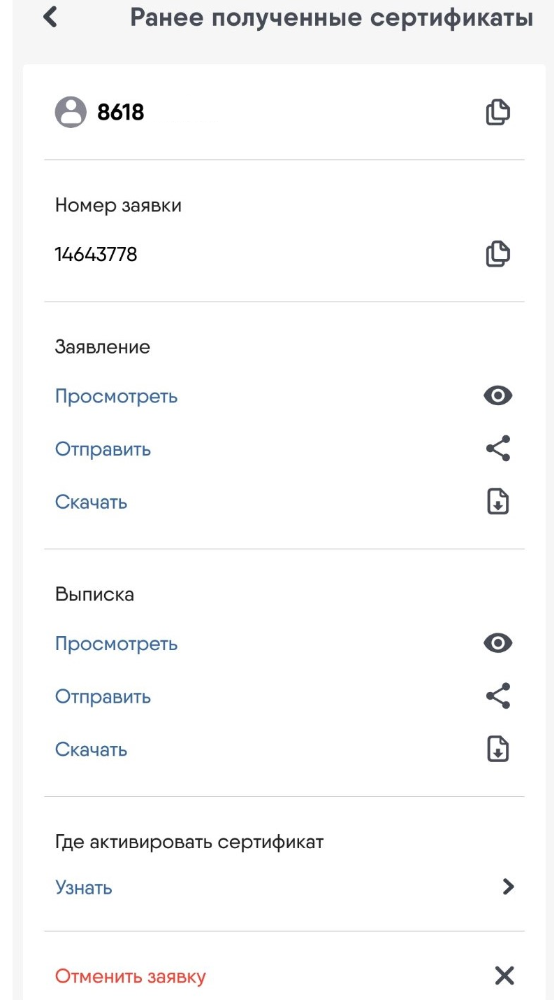 Ранее полученные сертификаты
8618
Номер заявки
14643778
Заявление
Просмотреть
Отправить
Скачать
Выписка
Просмотреть
Отправить
Скачать
Где активировать сертификат
Узнать
Отменить заявку